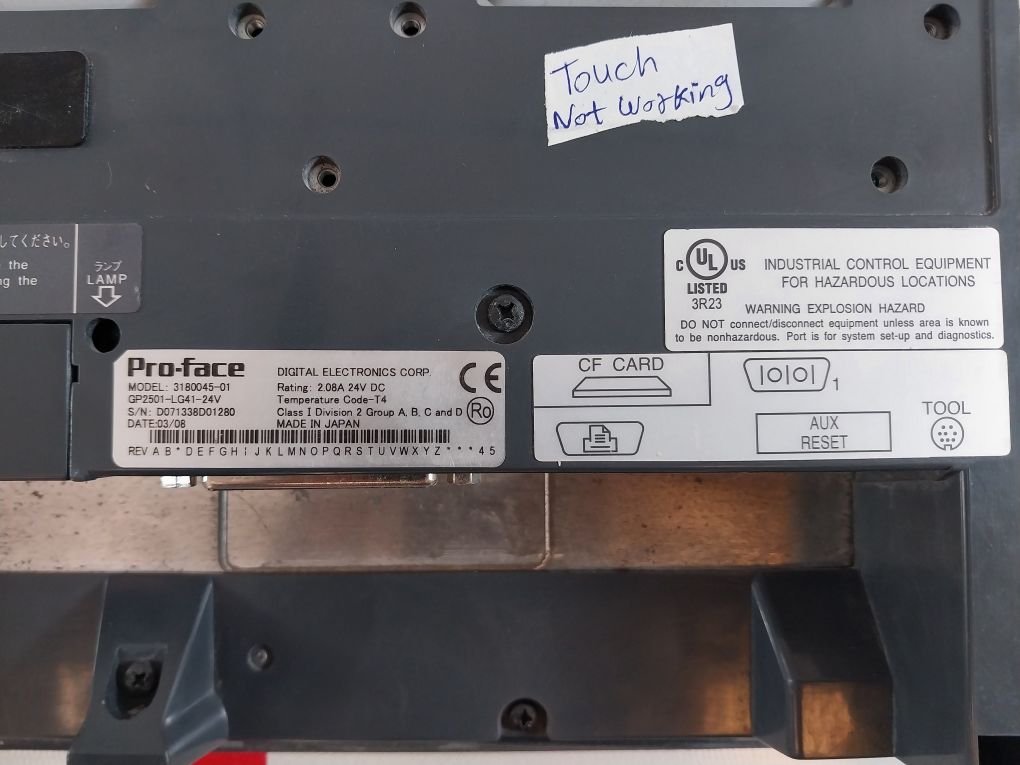 Touch
Not Working
してください。
the
ng the
ランプ
LAMP
C UL US
LISTED
3R23
INDUSTRIAL CONTROL EQUIPMENT
FOR HAZARDOUS LOCATIONS
WARNING EXPLOSION HAZARD
DO NOT connect/disconnect equipment unless area is known
to be nonhazardous. Port is for system set-up and diagnostics.
Pro-face
DIGITAL ELECTRONICS CORP.
CE
MODEL: 3180045-01
Rating: 2.08A 24V DC
GP2501-LG41-24V
Temperature Code-T4
S/N: D071338D01280
Class I Division 2 Group A, B, C and D
Ro
DATE:03/08
MADE IN JAPAN
REV A B * D E F G H I J K L M N O P Q R S T U V W X Y Z * * * 4 5
CF CARD
|O|O| 1
AUX
RESET
TOOL